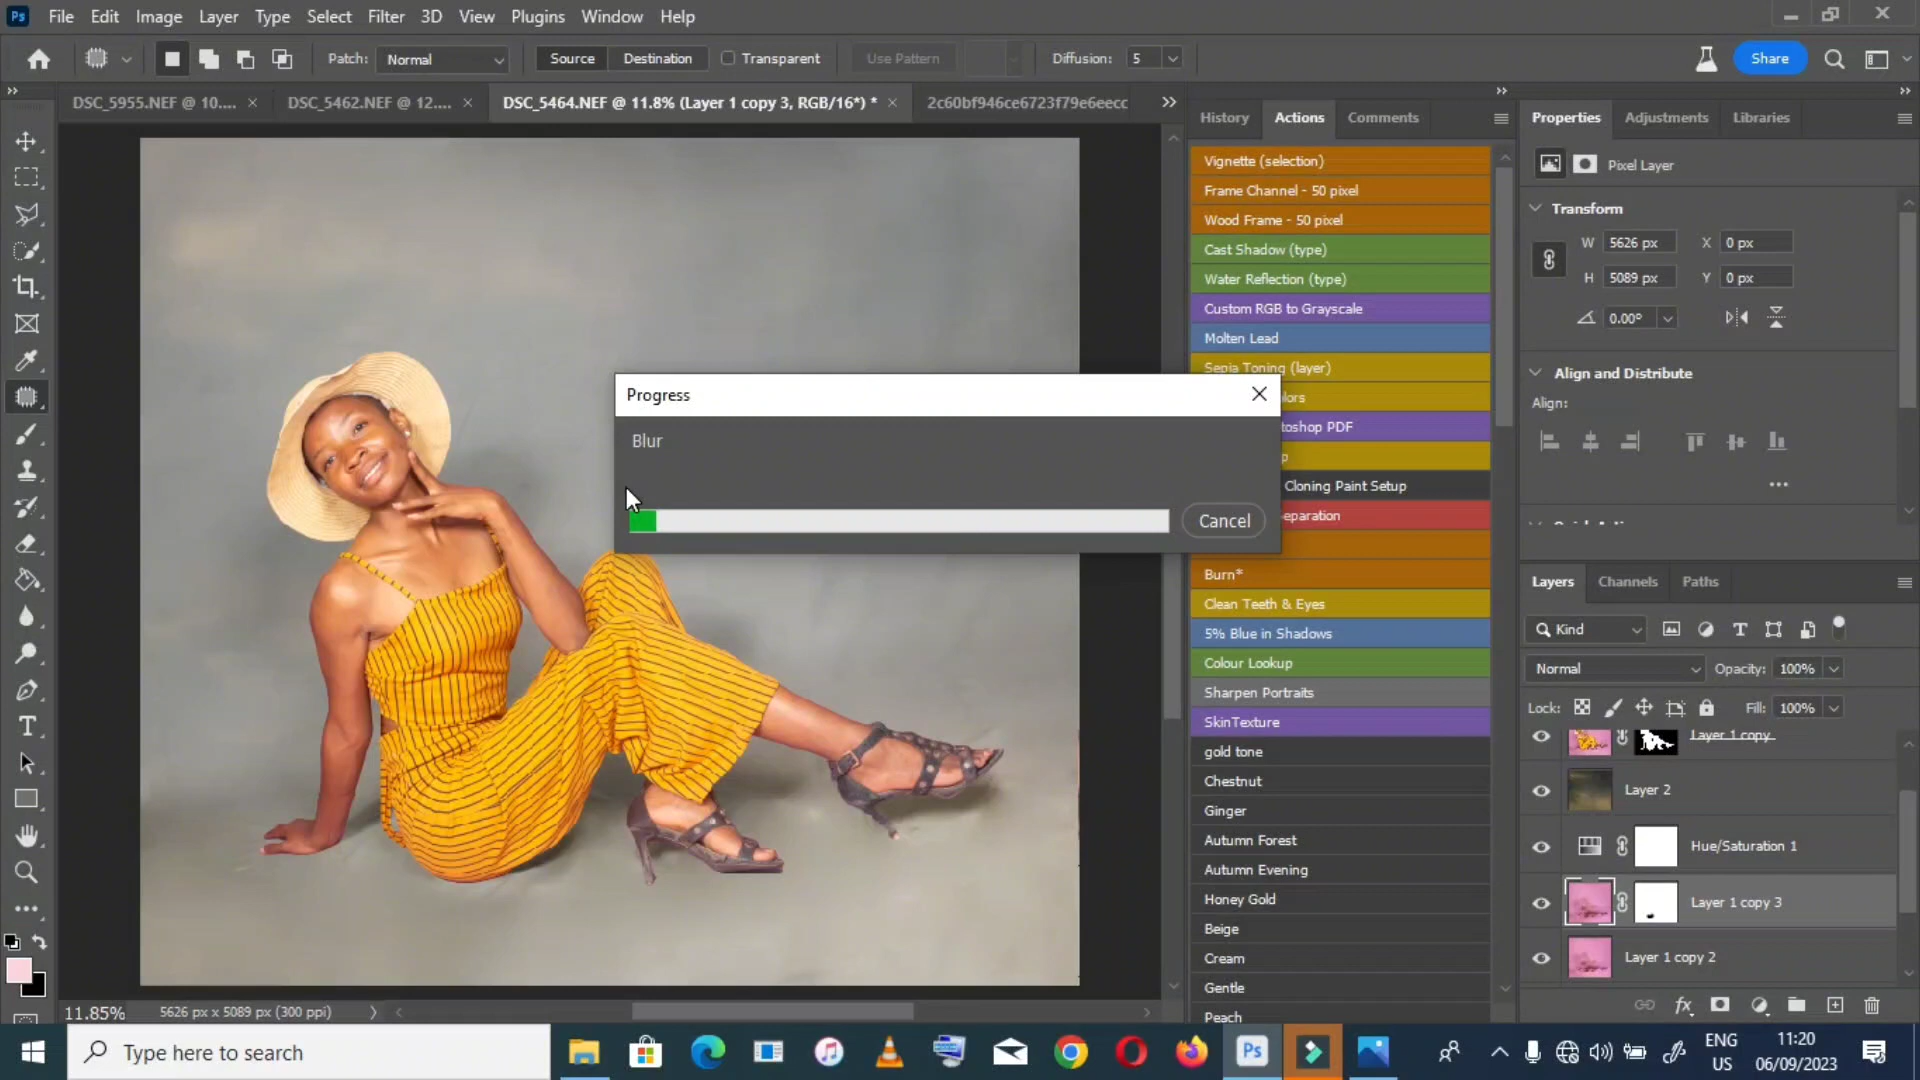 Ps File Edit Image Layer Type Select Filter 3D View Plugins Window Help
Patch: Normal Source Destination Transparent Use Pattern Diffusion: 5 Share
DSC_5955.NEF @ 10.... × DSC_5462.NEF @ 12.... × DSC_5464.NEF @ 11.8% (Layer 1 copy 3, RGB/16*) * × 2c60bf946ce6723f79e6eecc
History Actions Comments
Vignette (selection)
Frame Channel - 50 pixel
Wood Frame - 50 pixel
Cast Shadow (type)
Water Reflection (type)
Custom RGB to Grayscale
Molten Lead
Sepia Toning (layer)
olors
toshop PDF
p
Cloning Paint Setup
eparation
Burn*
Clean Teeth & Eyes
5% Blue in Shadows
Colour Lookup
Sharpen Portraits
SkinTexture
gold tone
Chestnut
Ginger
Autumn Forest
Autumn Evening
Honey Gold
Beige
Cream
Gentle
Peach
Progress
Blur
Cancel
Properties Adjustments Libraries
Pixel Layer
Transform
W 5626 px X 0 px
H 5089 px Y 0 px
0.00°
Align and Distribute
Align:
Layers Channels Paths
Kind
Normal Opacity: 100%
Lock: Fill: 100%
Layer 1 copy
Layer 2
Hue/Saturation 1
Layer 1 copy 3
Layer 1 copy 2
fx
11.85% 5626 px x 5089 px (300 ppi)
Type here to search
Ps
ENG
US
11:20
06/09/2023